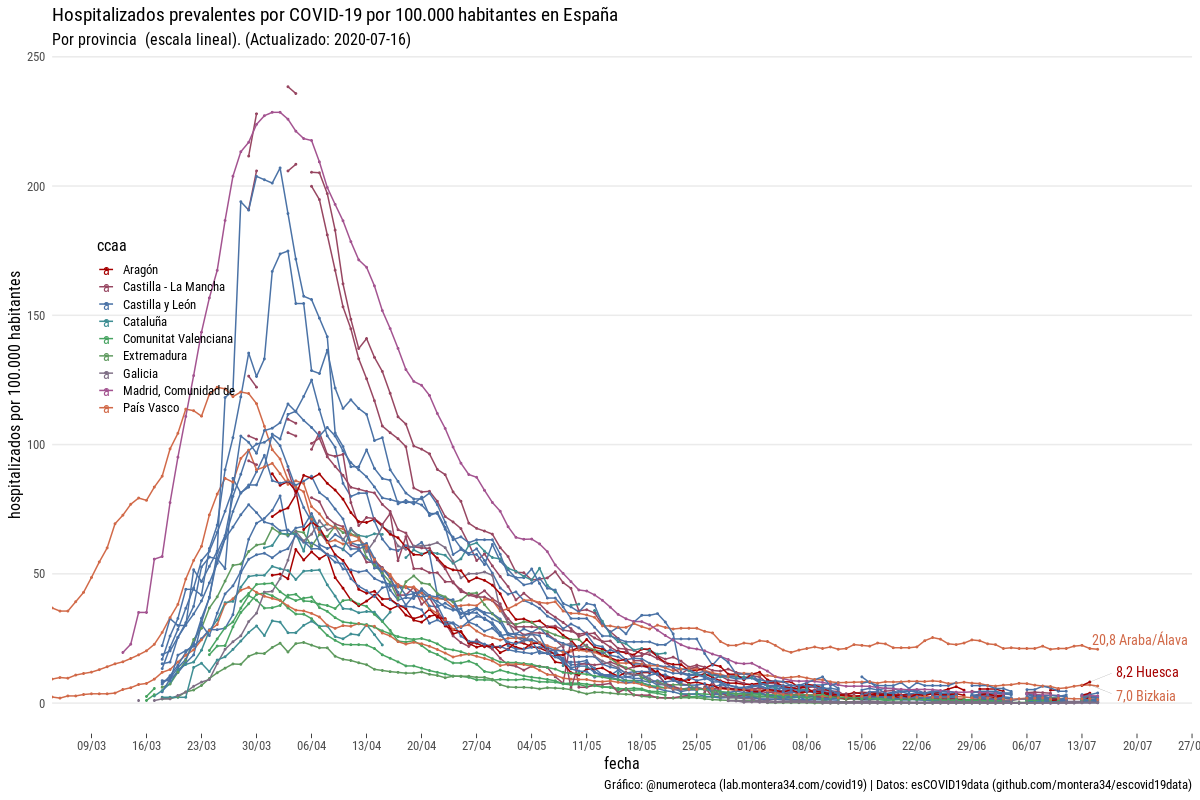 Hospitalizados prevalentes por COVID-19 por 100.000 habitantes en España
Por provincia  (escala lineal). (Actualizado: 2020-07-16)
hospitalizados por 100.000 habitantes
250
200
150
100
50
0
ccaa
Aragón
Castilla - La Mancha
Castilla y León
Cataluña
Comunitat Valenciana
Extremadura
Galicia
Madrid, Comunidad de
País Vasco
20,8 Araba/Álava
8,2 Huesca
7,0 Bizkaia
09/03 16/03 23/03 30/03 06/04 13/04 20/04 27/04 04/05 11/05 18/05 25/05 01/06 08/06 15/06 22/06 29/06 06/07 13/07 20/07 27/0
fecha
Gráfico: @numeroteca (lab.montera34.com/covid19) | Datos: esCOVID19data (github.com/montera34/escovid19data)